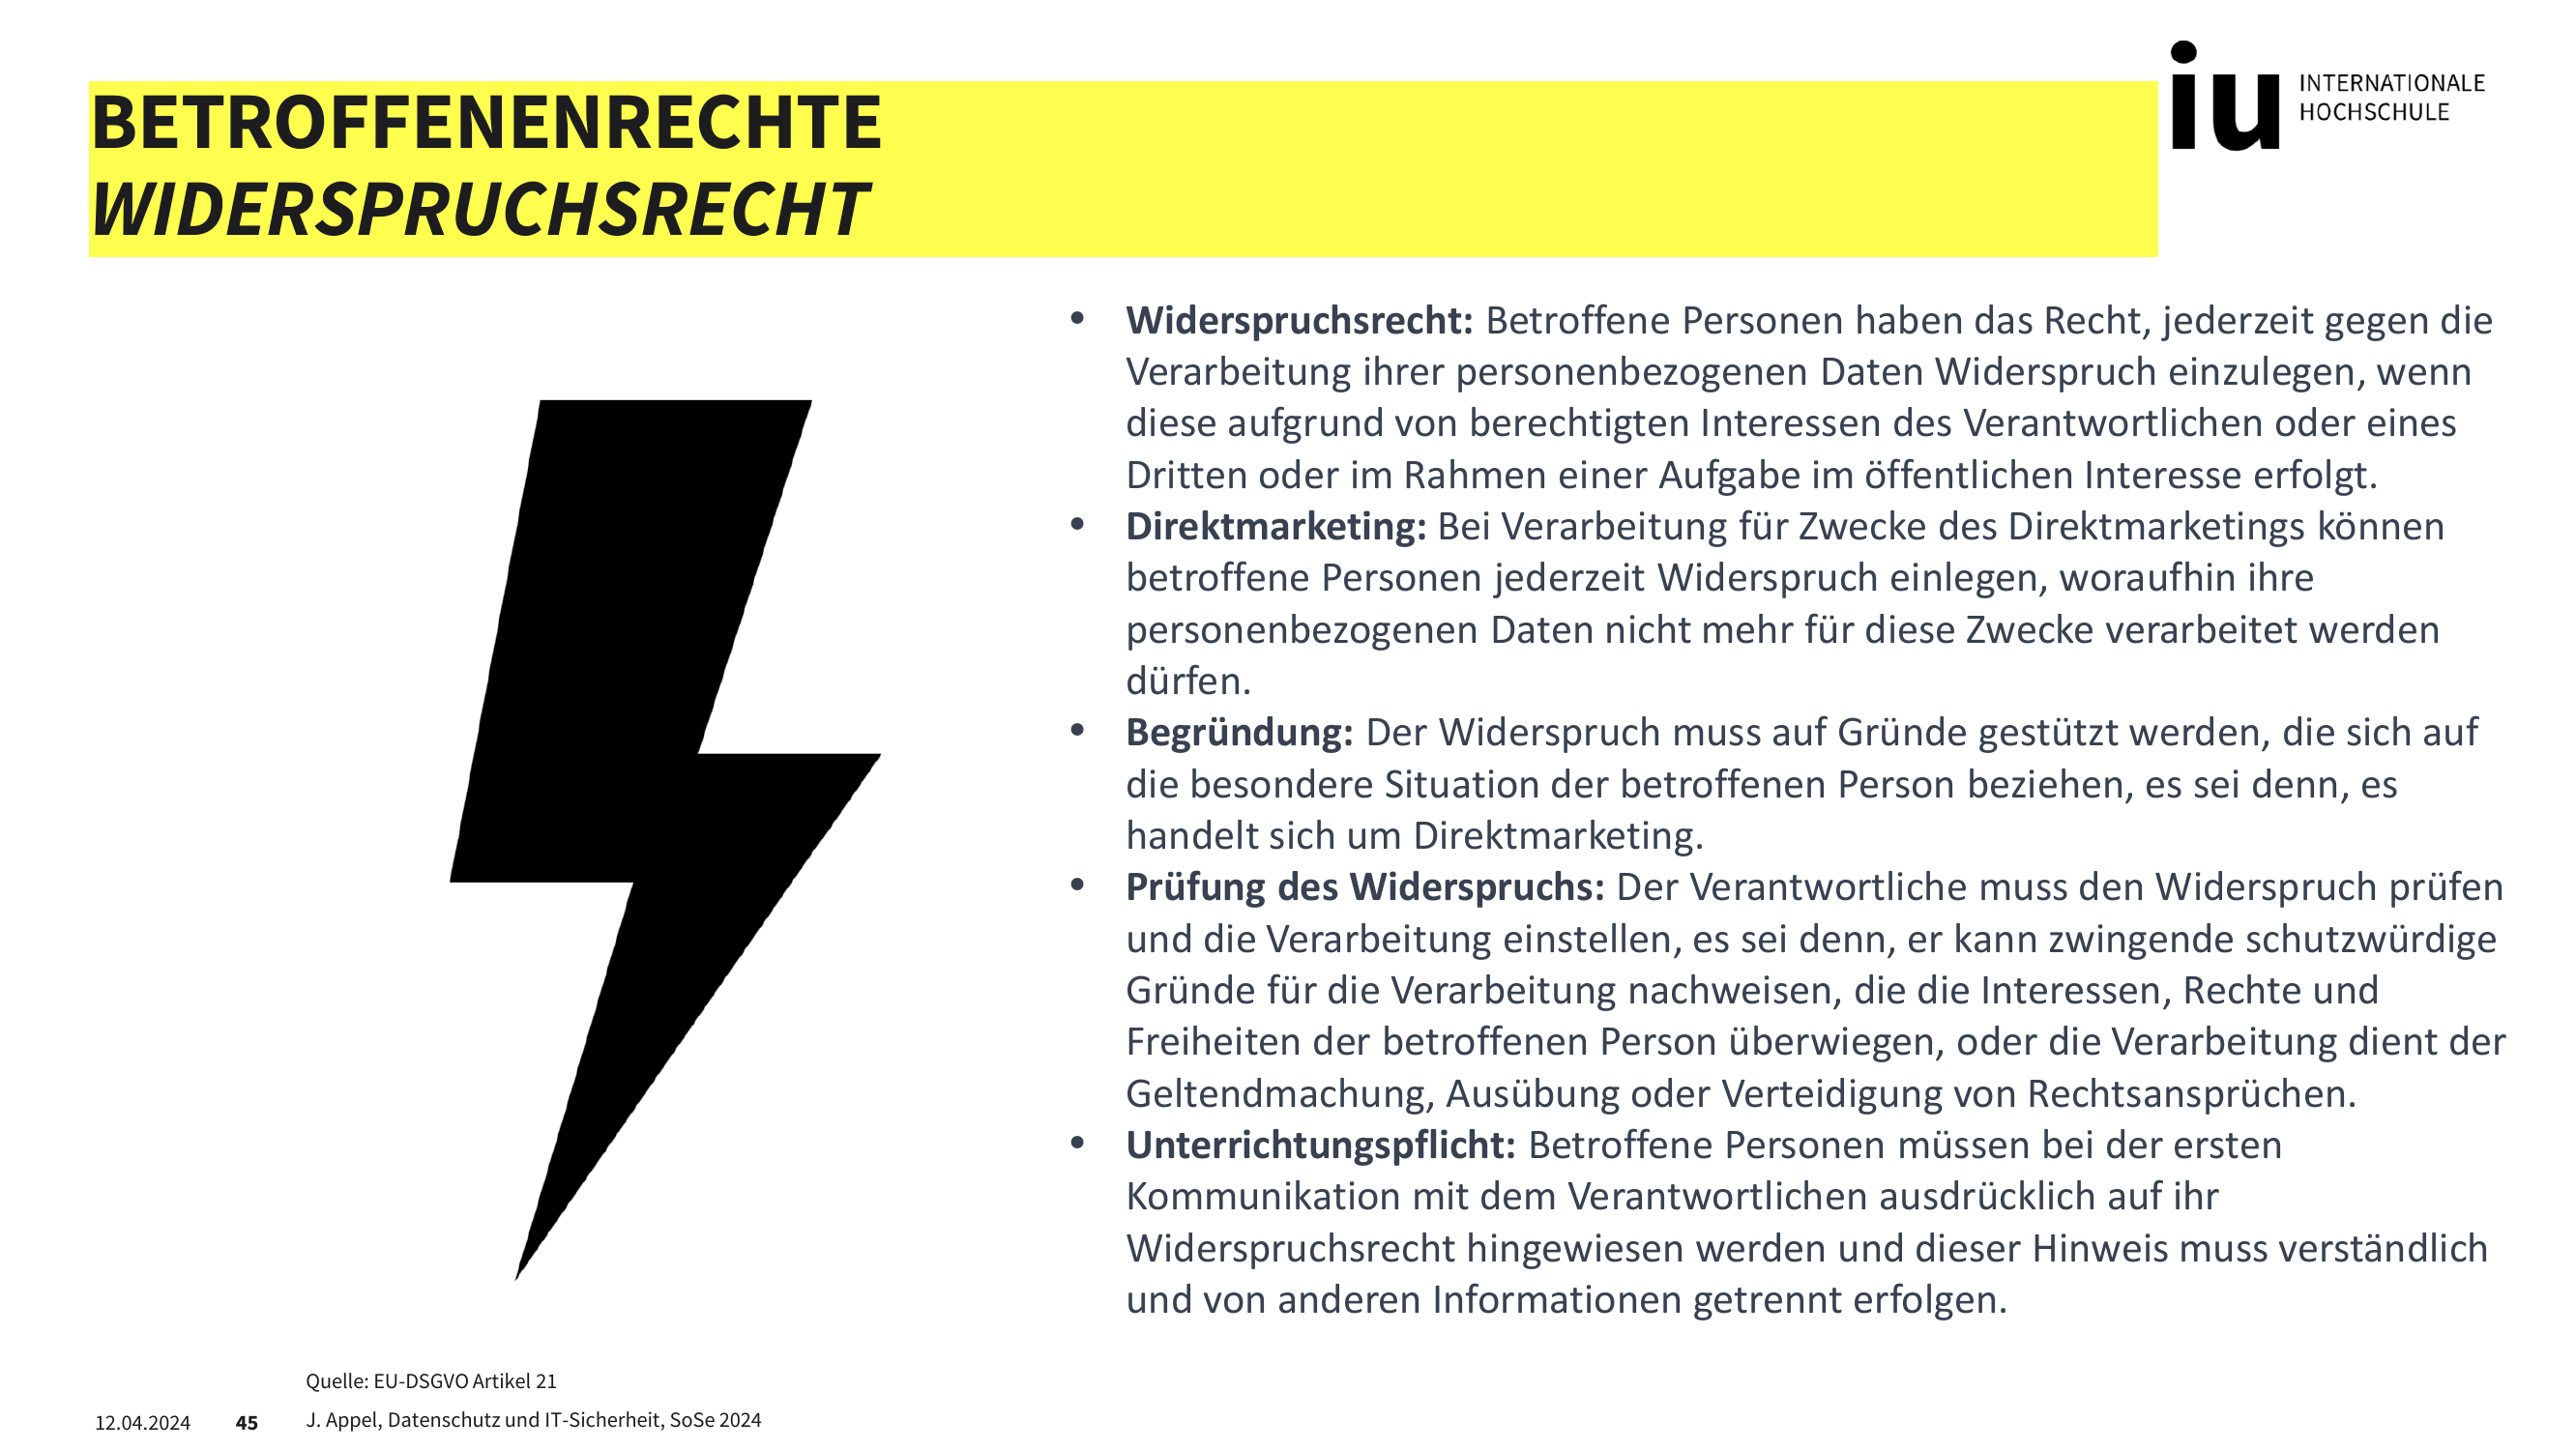 BETROFFENENRECHTE
WIDERSPRUCHSRECHT
iu INTERNATIONALE
HOCHSCHULE
• Widerspruchsrecht: Betroffene Personen haben das Recht, jederzeit gegen die
Verarbeitung ihrer personenbezogenen Daten Widerspruch einzulegen, wenn
diese aufgrund von berechtigten Interessen des Verantwortlichen oder eines
Dritten oder im Rahmen einer Aufgabe im öffentlichen Interesse erfolgt.
• Direktmarketing: Bei Verarbeitung für Zwecke des Direktmarketings können
betroffene Personen jederzeit Widerspruch einlegen, woraufhin ihre
personenbezogenen Daten nicht mehr für diese Zwecke verarbeitet werden
dürfen.
• Begründung: Der Widerspruch muss auf Gründe gestützt werden, die sich auf
die besondere Situation der betroffenen Person beziehen, es sei denn, es
handelt sich um Direktmarketing.
• Prüfung des Widerspruchs: Der Verantwortliche muss den Widerspruch prüfen
und die Verarbeitung einstellen, es sei denn, er kann zwingende schutzwürdige
Gründe für die Verarbeitung nachweisen, die die Interessen, Rechte und
Freiheiten der betroffenen Person überwiegen, oder die Verarbeitung dient der
Geltendmachung, Ausübung oder Verteidigung von Rechtsansprüchen.
• Unterrichtungspflicht: Betroffene Personen müssen bei der ersten
Kommunikation mit dem Verantwortlichen ausdrücklich auf ihr
Widerspruchsrecht hingewiesen werden und dieser Hinweis muss verständlich
und von anderen Informationen getrennt erfolgen.
Quelle: EU-DSGVO Artikel 21
12.04.2024 45 J. Appel, Datenschutz und IT-Sicherheit, SoSe 2024